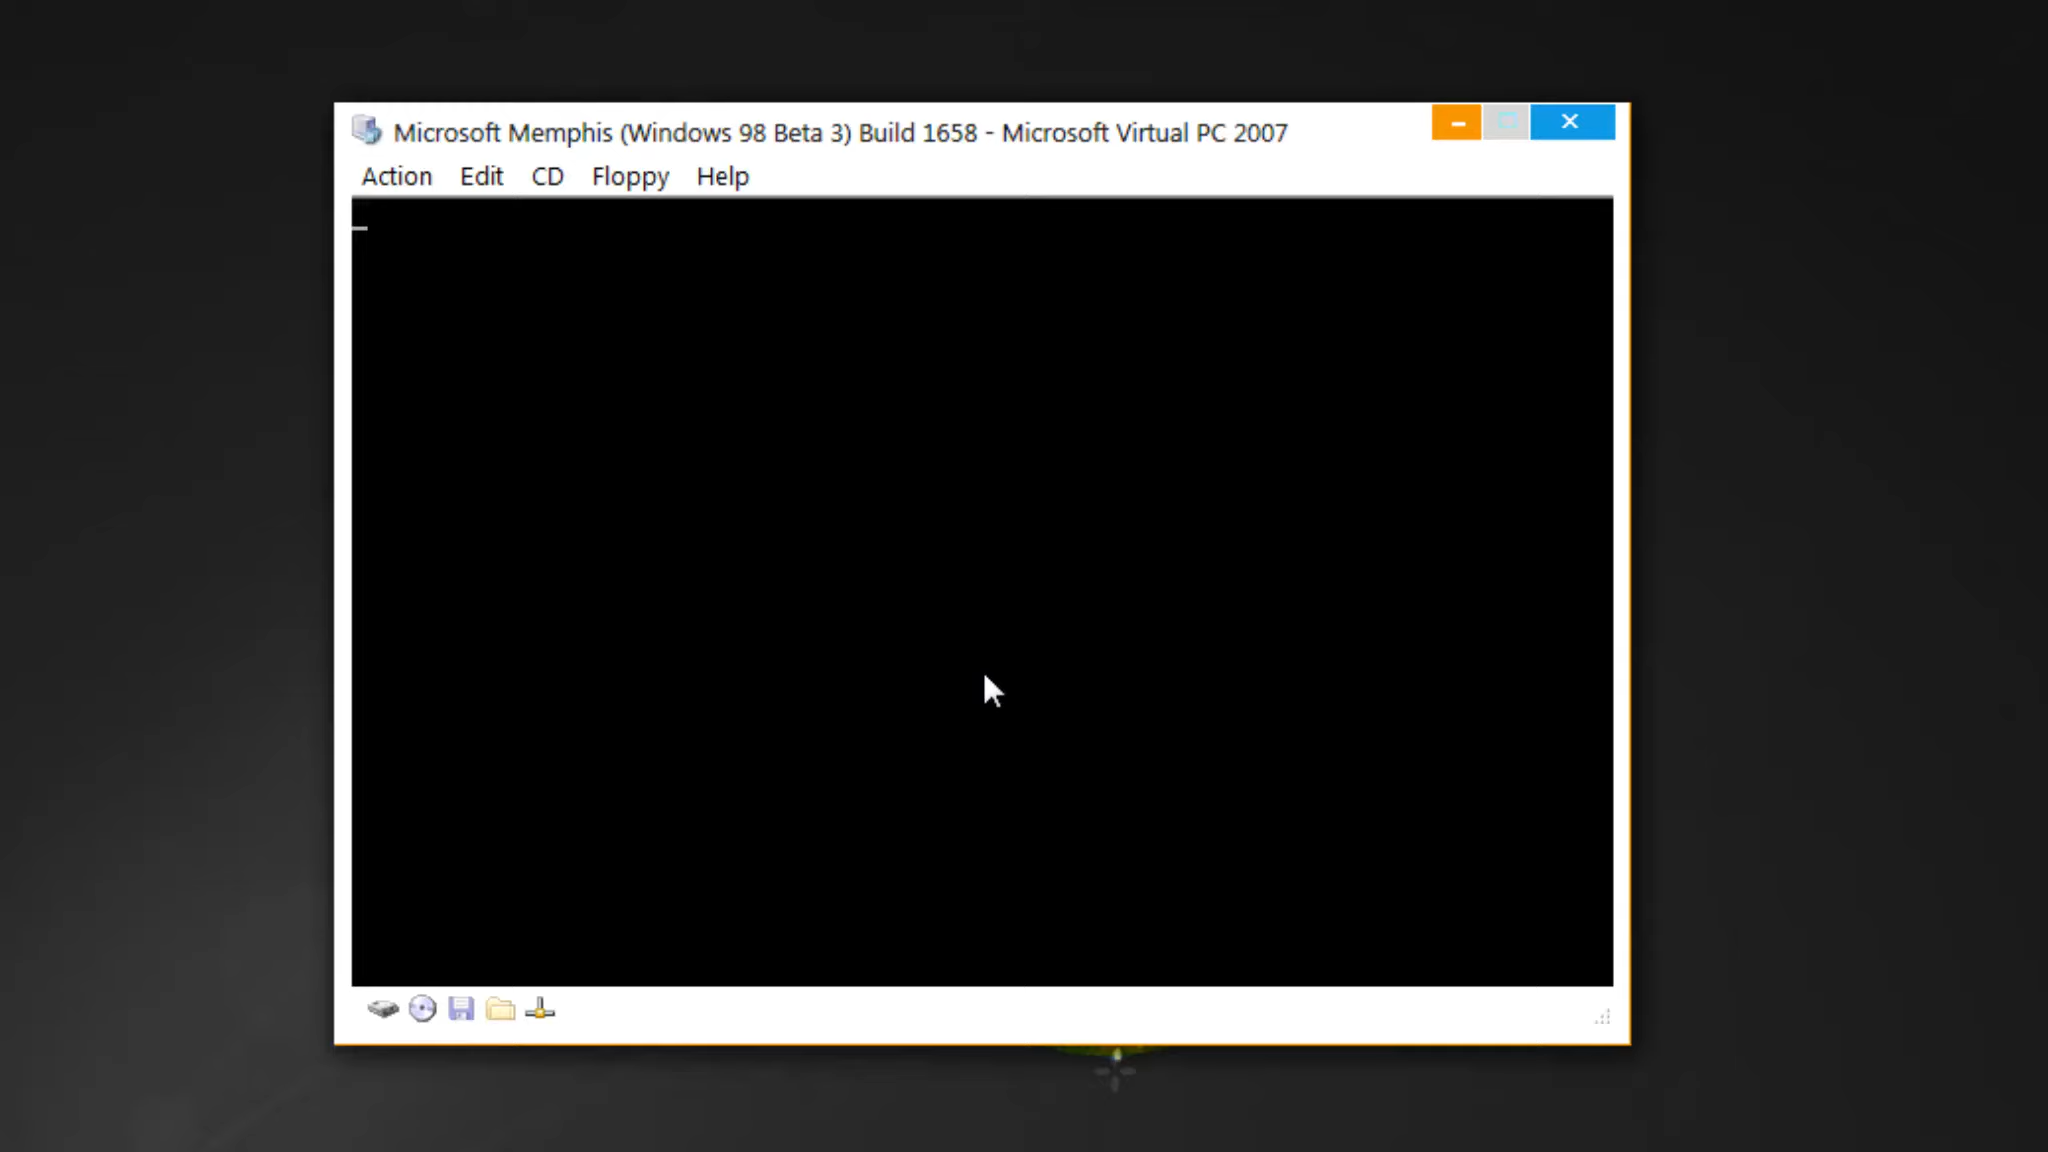 Microsoft Memphis (Windows 98 Beta 3) Build 1658 - Microsoft Virtual PC 2007
Action Edit CD Floppy Help